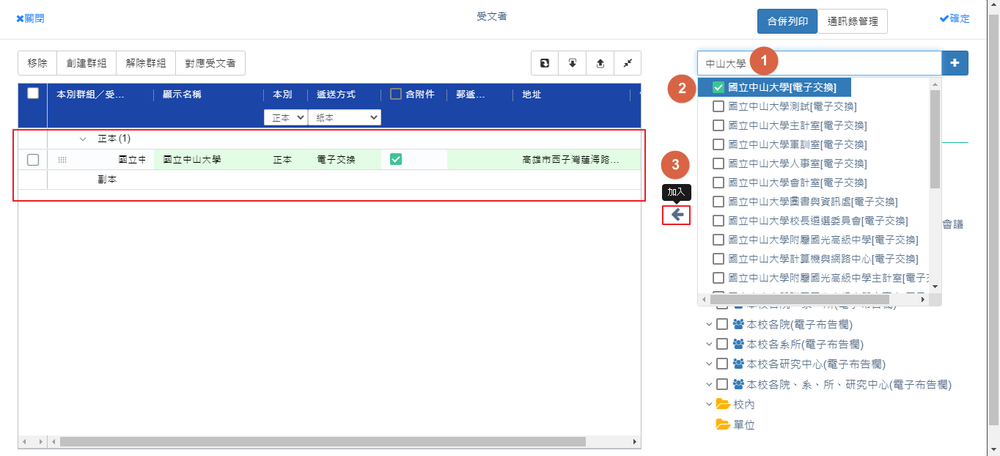 關閉
受文者
合併列印 通訊錄管理
確定
移除 創建群組 解除群組 對應受文者
本別群組／受... 顯示名稱 本別 遞送方式 含附件 郵遞... 地址
正本 紙本
正本 (1)
國立中 國立中山大學 正本 電子交換 高雄市西子灣蓮海路...
副本
中山大學
1
2
國立中山大學[電子交換]
國立中山大學測試[電子交換]
國立中山大學主計室[電子交換]
國立中山大學軍訓室[電子交換]
3
國立中山大學人事室[電子交換]
國立中山大學會計室[電子交換]
加入
國立中山大學圖書與資訊處[電子交換]
國立中山大學校長遴選委員會[電子交換]
會議
國立中山大學附屬國光高級中學[電子交換]
國立中山大學計算機與網路中心[電子交換]
國立中山大學附屬國光高級中學主計室[電子交
本校各院(電子布告欄)
本校各系所(電子布告欄)
本校各研究中心(電子布告欄)
本校各院、系、所、研究中心(電子布告欄)
校內
單位